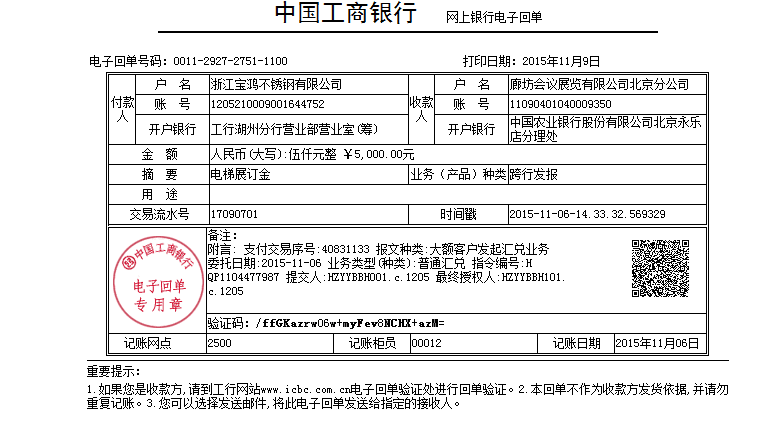 中国工商银行 网上银行电子回单
电子回单号码：0011-2927-2751-1100 打印日期：2015年11月9日
付款人 户 名 浙江宝鸿不锈钢有限公司 收款人 户 名 廊坊会议展览有限公司北京分公司
账 号 1205210009001644752 账 号 11090401040009350
开户银行 工行湖州分行营业部营业室(筹) 开户银行 中国农业银行股份有限公司北京永乐
店分理处
金 额 人民币(大写):伍仟元整 ￥5,000.00元
摘 要 电梯展订金 业务（产品）种类 跨行发报
用 途
交易流水号 17090701 时间戳 2015-11-06-14.33.32.569329
中国工商银行
电子回单
专用章
备注：
附言: 支付交易序号:40831133 报文种类:大额客户发起汇兑业务
委托日期:2015-11-06 业务类型(种类):普通汇兑 指令编号:H
QP1104477987 提交人:HZYYBBH001.c.1205 最终授权人:HZYYBBH101.
c.1205
验证码：/ffGKazrw06w+myFev8NCHX+azM=
记账网点 2500 记账柜员 00012 记账日期 2015年11月06日
重要提示：
1.如果您是收款方,请到工行网站www.icbc.com.cn电子回单验证处进行回单验证。2.本回单不作为收款方发货依据,并请勿
重复记账。3.您可以选择发送邮件,将此电子回单发送给指定的接收人。